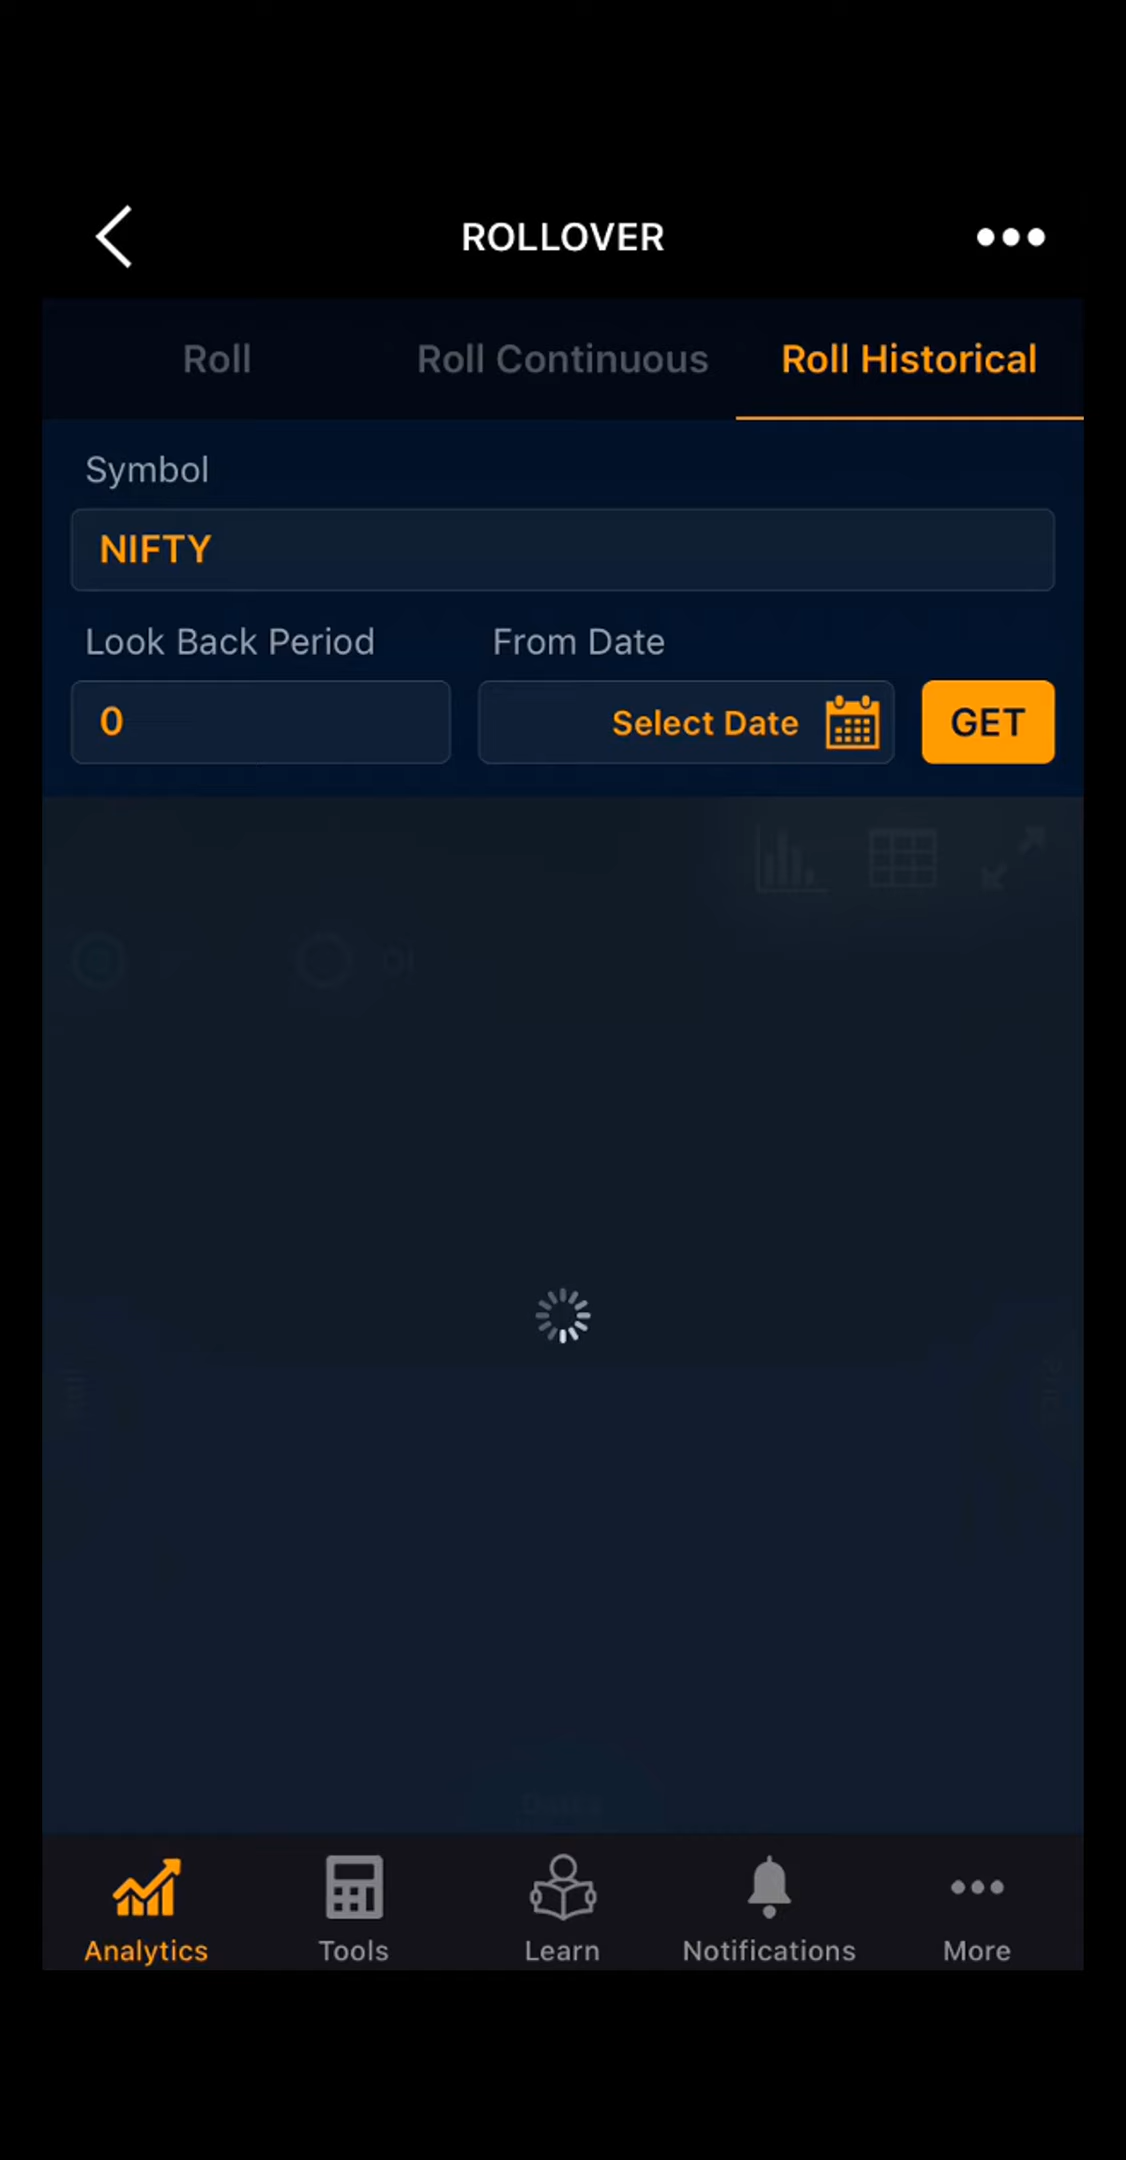 ROLLOVER
Roll Roll Continuous Roll Historical
Symbol
NIFTY
Look Back Period From Date
0 Select Date GET
Analytics Tools Learn Notifications More